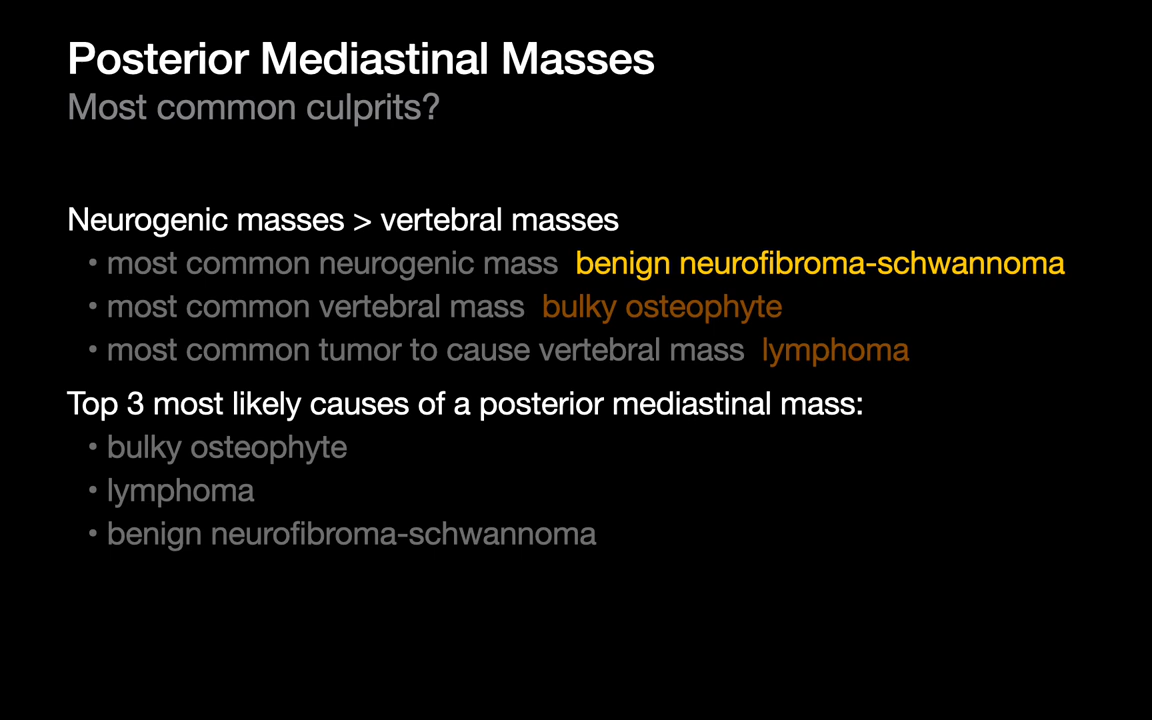 Posterior Mediastinal Masses
Most common culprits?
Neurogenic masses > vertebral masses
• most common neurogenic mass benign neurofibroma-schwannoma
• most common vertebral mass bulky osteophyte
• most common tumor to cause vertebral mass lymphoma
Top 3 most likely causes of a posterior mediastinal mass:
• bulky osteophyte
• lymphoma
• benign neurofibroma-schwannoma